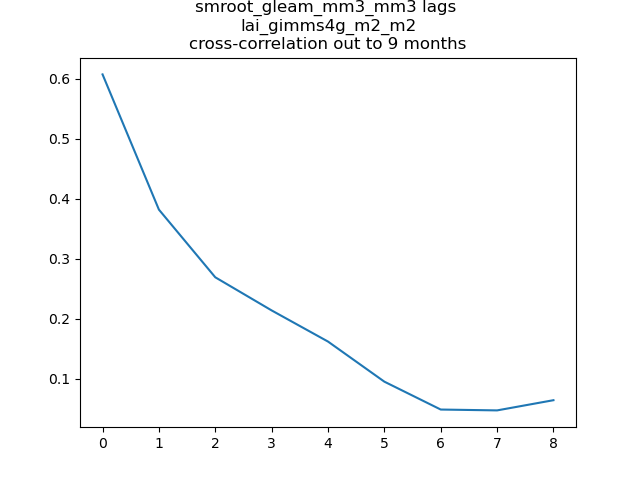 smroot_gleam_mm3_mm3 lags
lai_gimms4g_m2_m2
cross-correlation out to 9 months
0.6
0.5
0.4
0.3
0.2
0.1
0 1 2 3 4 5 6 7 8